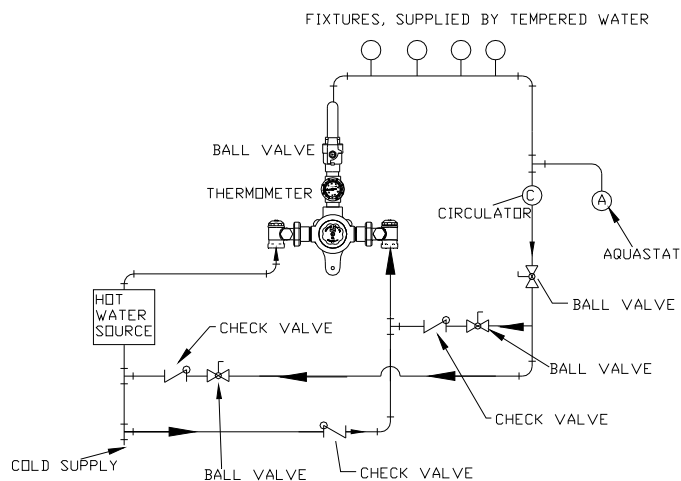 FIXTURES, SUPPLIED BY TEMPERED WATER
BALL VALVE
THERMOMETER
C
CIRCULATOR
A
AQUASTAT
HOT
WATER
SOURCE
BALL VALVE
CHECK VALVE
BALL VALVE
CHECK VALVE
COLD SUPPLY
BALL VALVE
CHECK VALVE